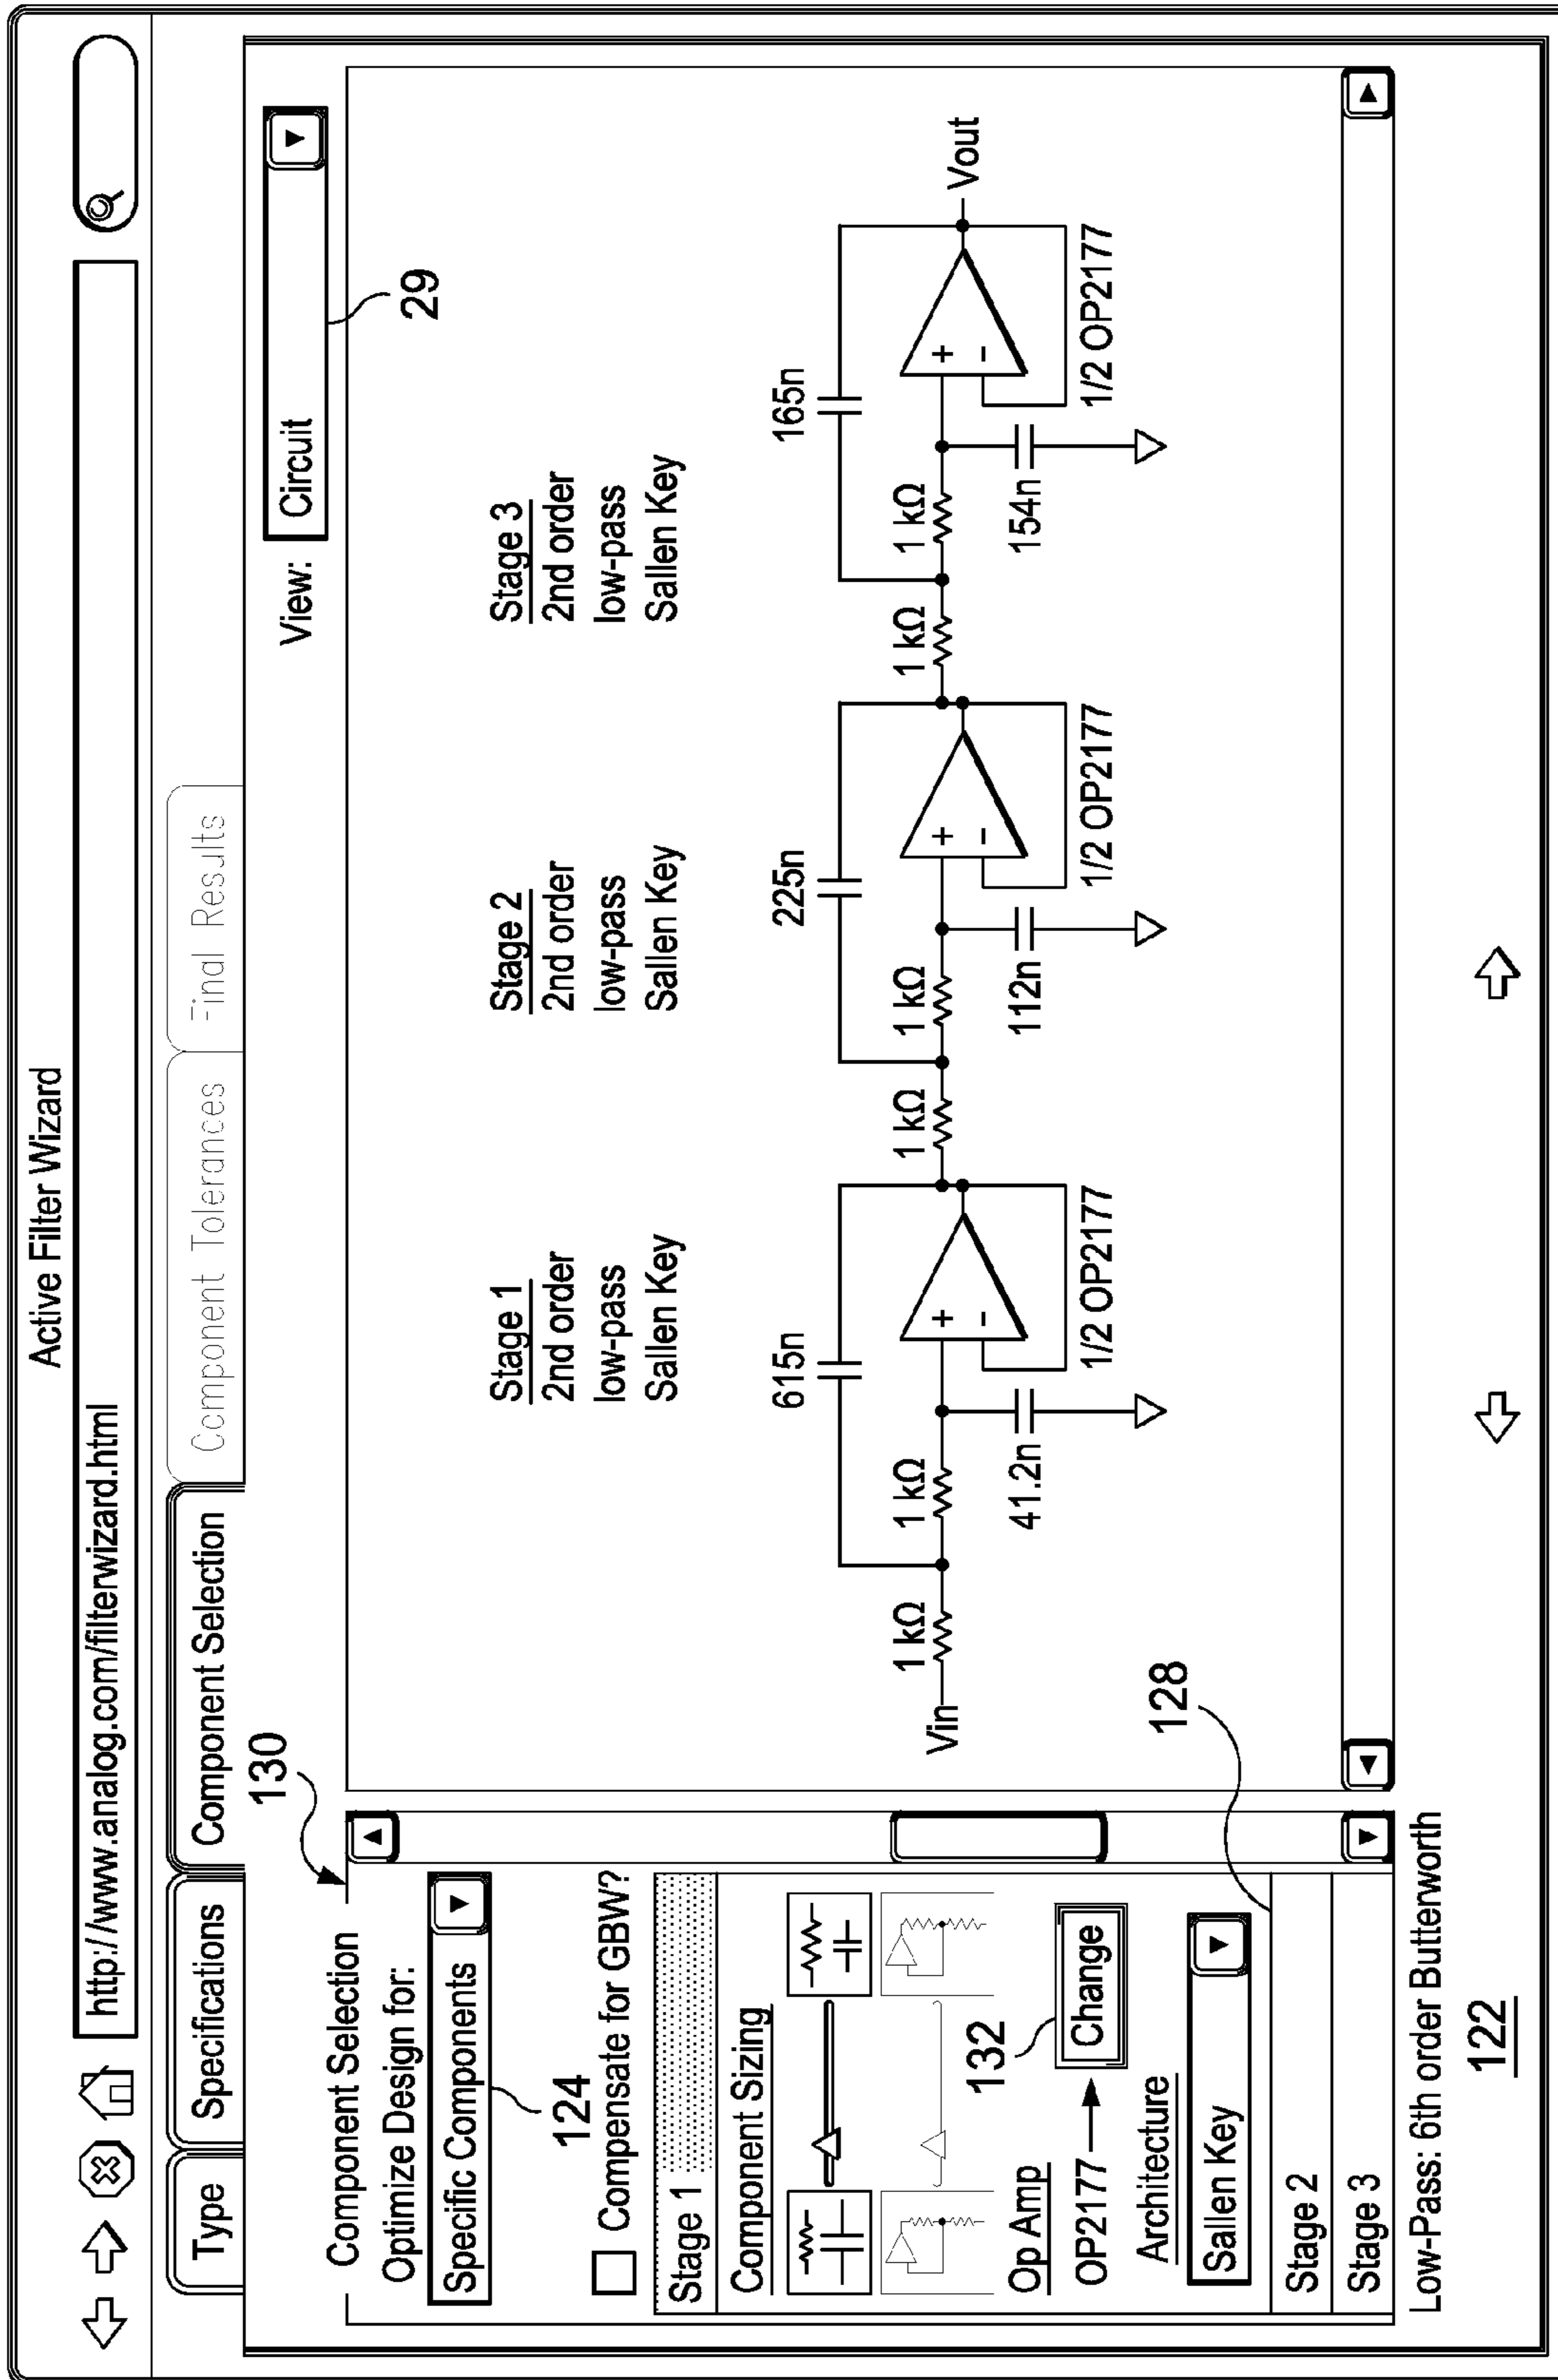 Active Filter Wizard
http://www.analog.com/filterwizard.html
Type
Specifications
Component Selection
Component Tolerances
Final Results
130
Component Selection
Optimize Design for:
Specific Components
124
Compensate for GBW?
Stage 1
Component Sizing
132
Op Amp
OP2177
Change
Architecture
Sallen Key
128
Stage 2
Stage 3
Low-Pass: 6th order Butterworth
122
View:
Circuit
29
Stage 1
2nd order
low-pass
Sallen Key
Stage 2
2nd order
low-pass
Sallen Key
Stage 3
2nd order
low-pass
Sallen Key
615n
225n
165n
Vin
1 kΩ
1 kΩ
+
-
1 kΩ
1 kΩ
+
-
1 kΩ
1 kΩ
+
-
Vout
41.2n
112n
154n
1/2 OP2177
1/2 OP2177
1/2 OP2177